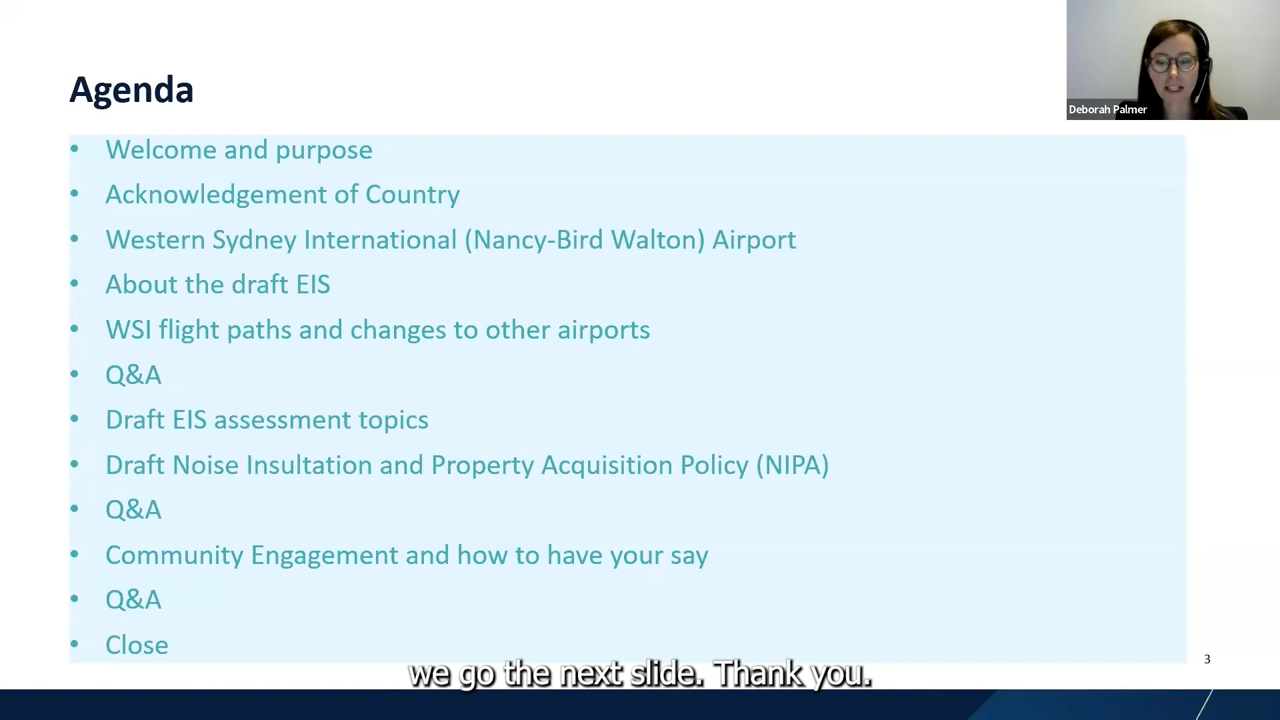 Agenda
Deborah Palmer
• Welcome and purpose
• Acknowledgement of Country
• Western Sydney International (Nancy-Bird Walton) Airport
• About the draft EIS
• WSI flight paths and changes to other airports
• Q&A
• Draft EIS assessment topics
• Draft Noise Insultation and Property Acquisition Policy (NIPA)
• Q&A
• Community Engagement and how to have your say
• Q&A
• Close
3
we go the next slide. Thank you.